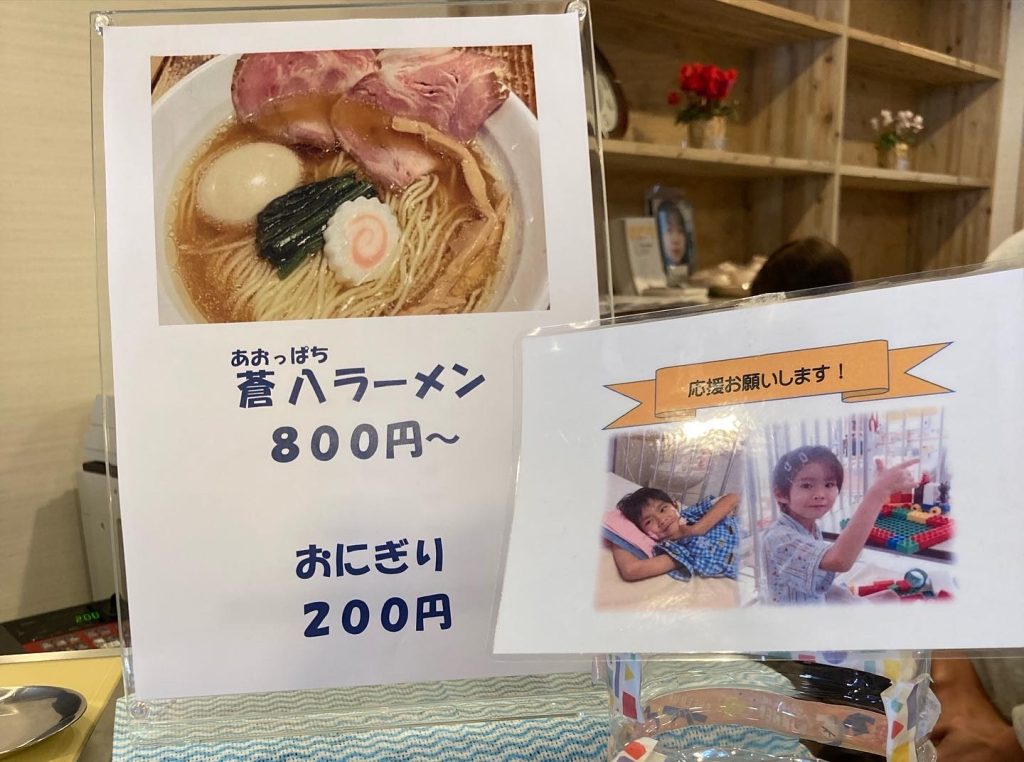 あおっぱち
蒼八ラーメン
800円〜
おにぎり
200円
応援お願いします！
200